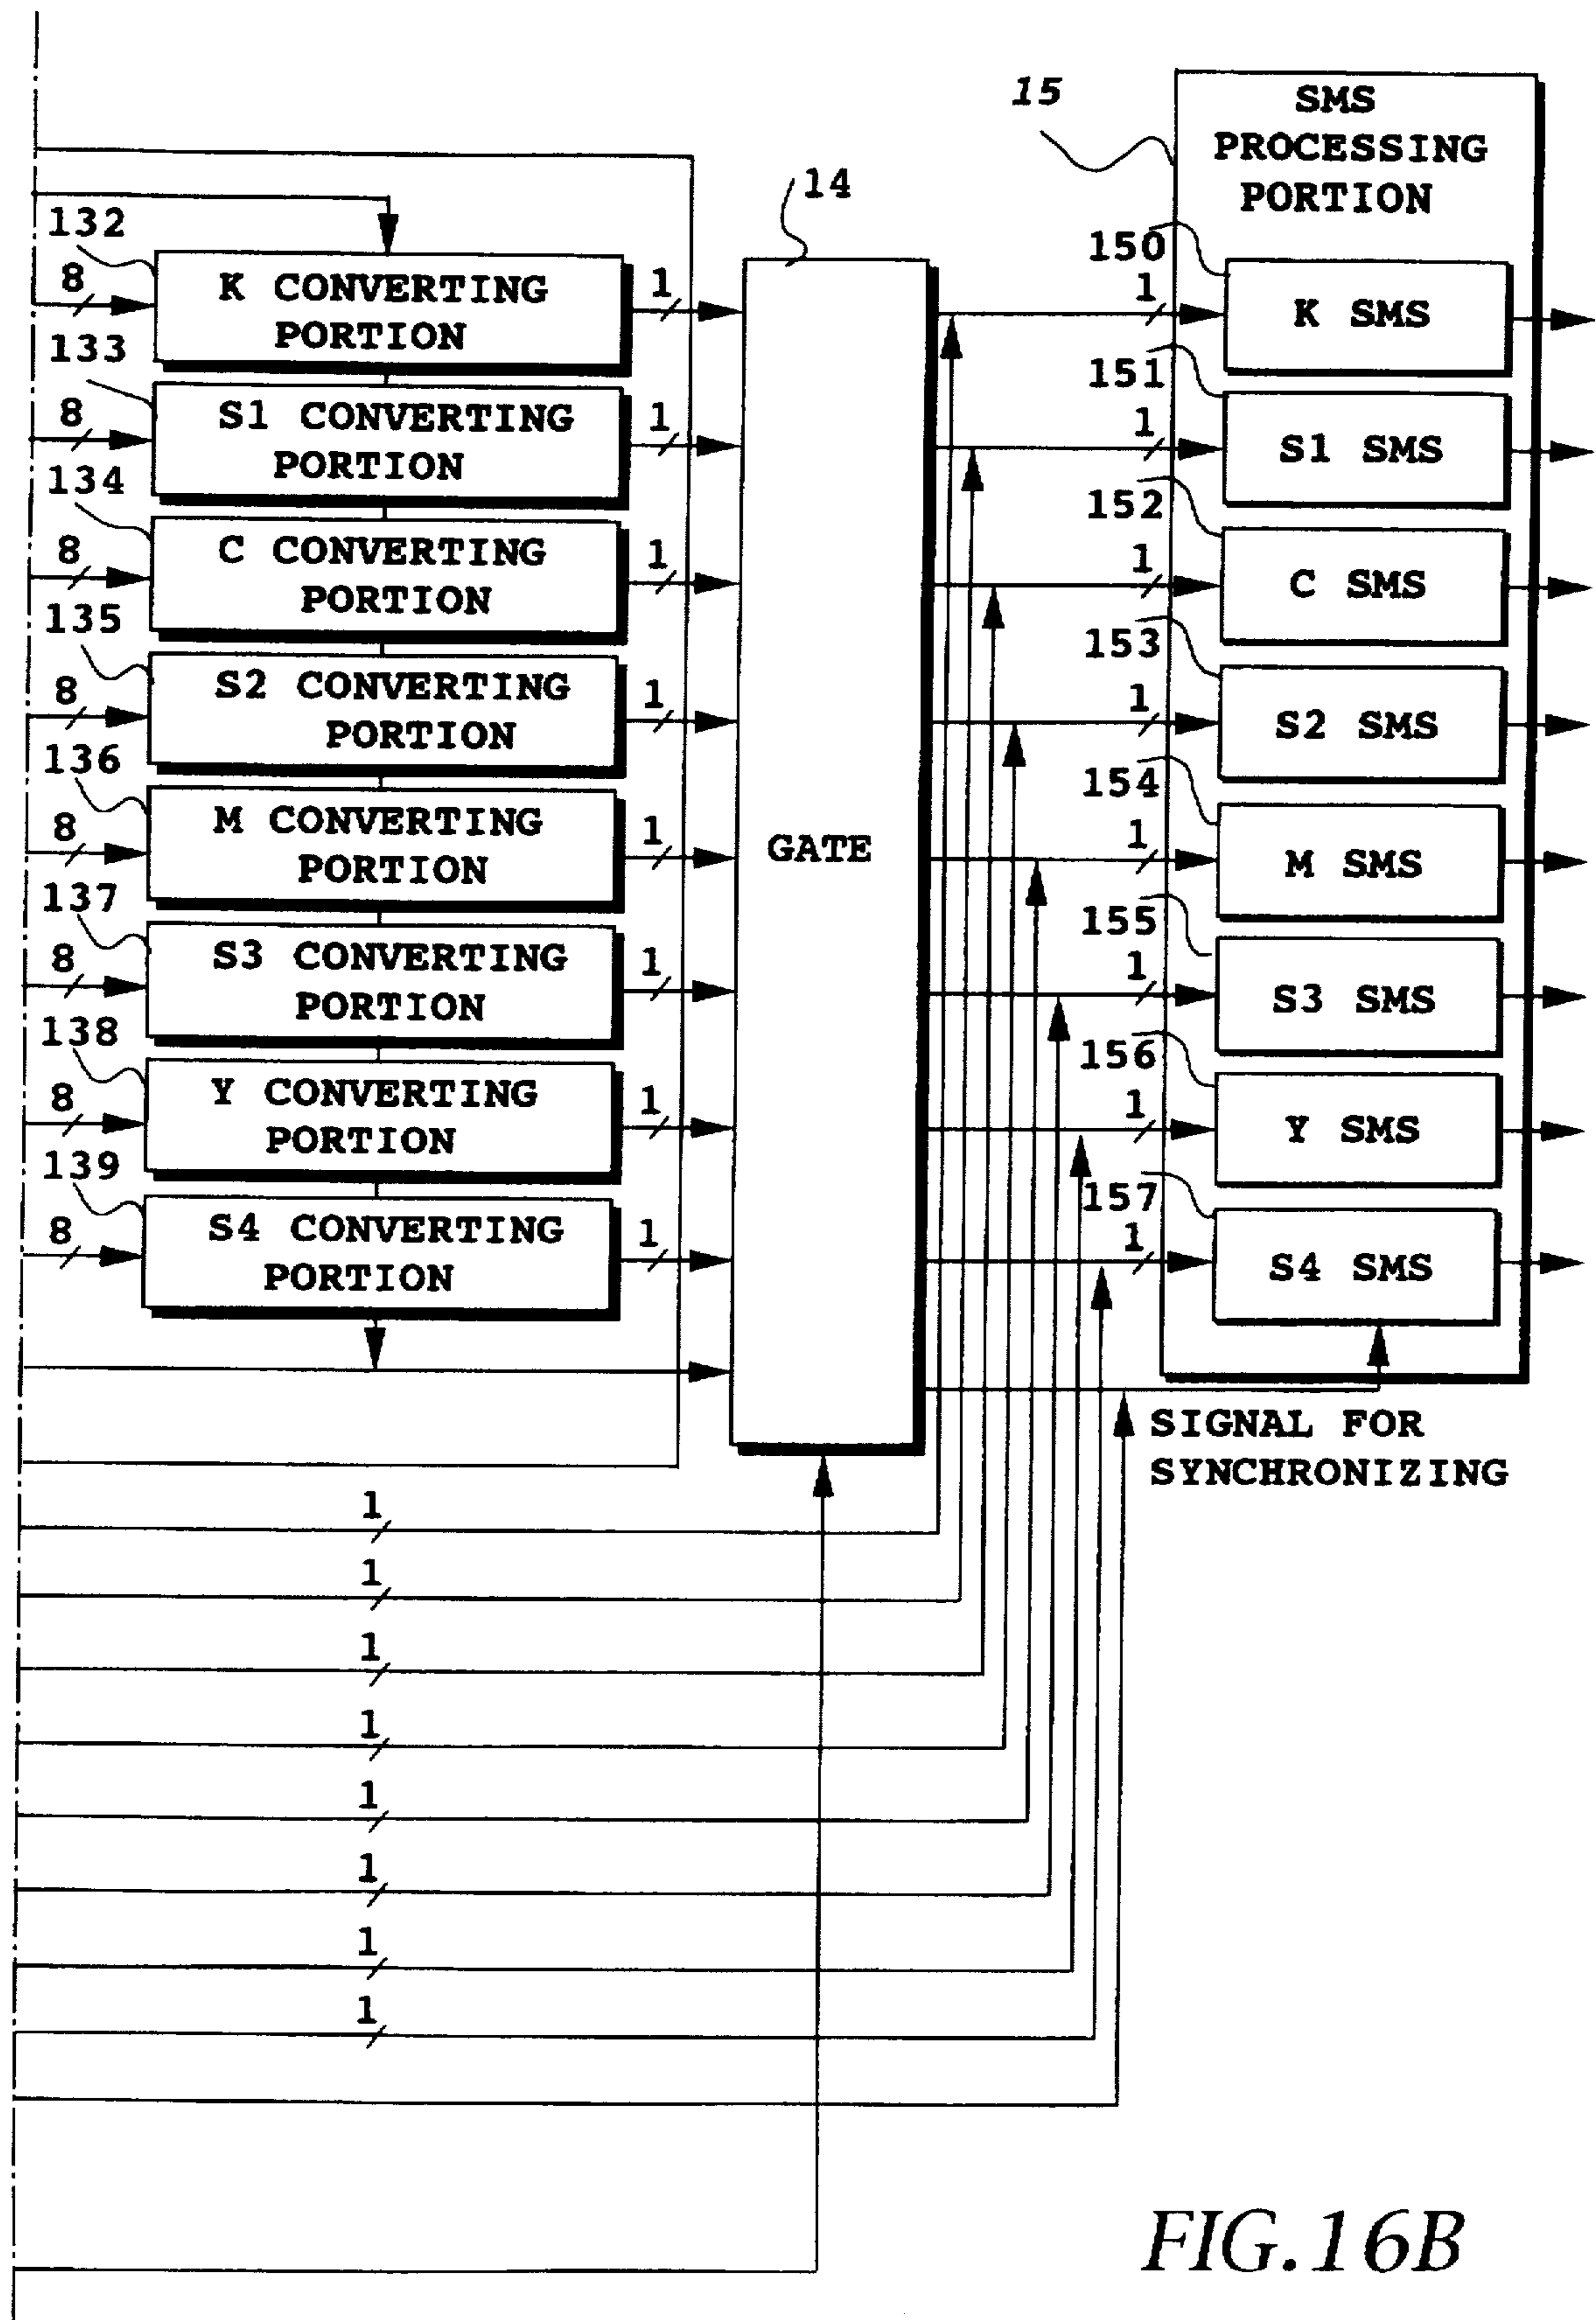 15
SMS
PROCESSING
PORTION
14
132
8
K CONVERTING
PORTION
1
133
8
S1 CONVERTING
PORTION
1
134
8
C CONVERTING
PORTION
1
135
8
S2 CONVERTING
PORTION
1
136
8
M CONVERTING
PORTION
1
137
8
S3 CONVERTING
PORTION
1
138
8
Y CONVERTING
PORTION
1
139
8
S4 CONVERTING
PORTION
1
GATE
150
1
K SMS
151
1
S1 SMS
152
1
C SMS
153
1
S2 SMS
154
1
M SMS
155
1
S3 SMS
156
1
Y SMS
157
1
S4 SMS
SIGNAL FOR
SYNCHRONIZING
1
1
1
1
1
1
1
1
FIG.16B